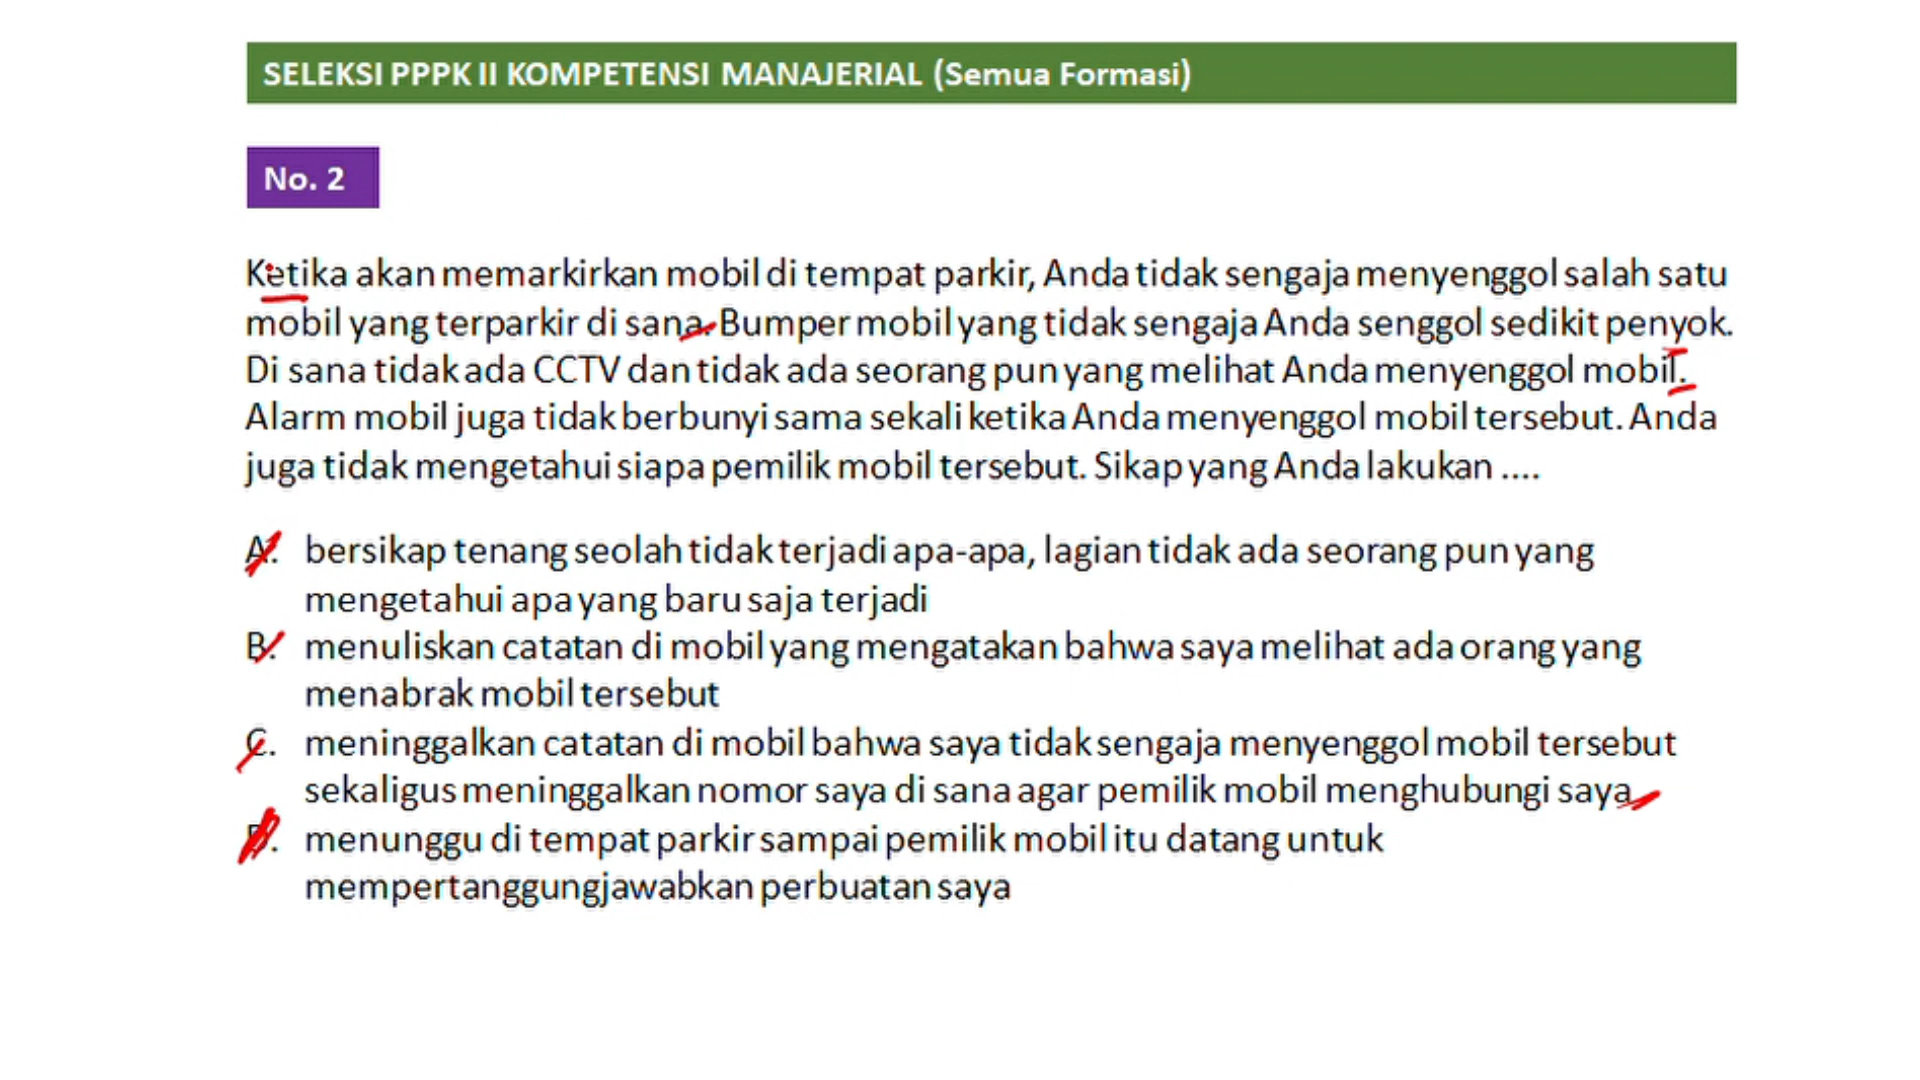 SELEKSI PPPK II KOMPETENSI MANAJERIAL (Semua Formasi)
No. 2
Ketika akan memarkirkan mobil di tempat parkir, Anda tidak sengaja menyenggol salah satu
mobil yang terparkir di sana. Bumper mobil yang tidak sengaja Anda senggol sedikit penyok.
Di sana tidak ada CCTV dan tidak ada seorang pun yang melihat Anda menyenggol mobil.
Alarm mobil juga tidak berbunyi sama sekali ketika Anda menyenggol mobil tersebut. Anda
juga tidak mengetahui siapa pemilik mobil tersebut. Sikap yang Anda lakukan ....
A. bersikap tenang seolah tidak terjadi apa-apa, lagian tidak ada seorang pun yang
mengetahui apa yang baru saja terjadi
B. menuliskan catatan di mobil yang mengatakan bahwa saya melihat ada orang yang
menabrak mobil tersebut
C. meninggalkan catatan di mobil bahwa saya tidak sengaja menyenggol mobil tersebut
sekaligus meninggalkan nomor saya di sana agar pemilik mobil menghubungi saya
D. menunggu di tempat parkir sampai pemilik mobil itu datang untuk
mempertanggungjawabkan perbuatan saya